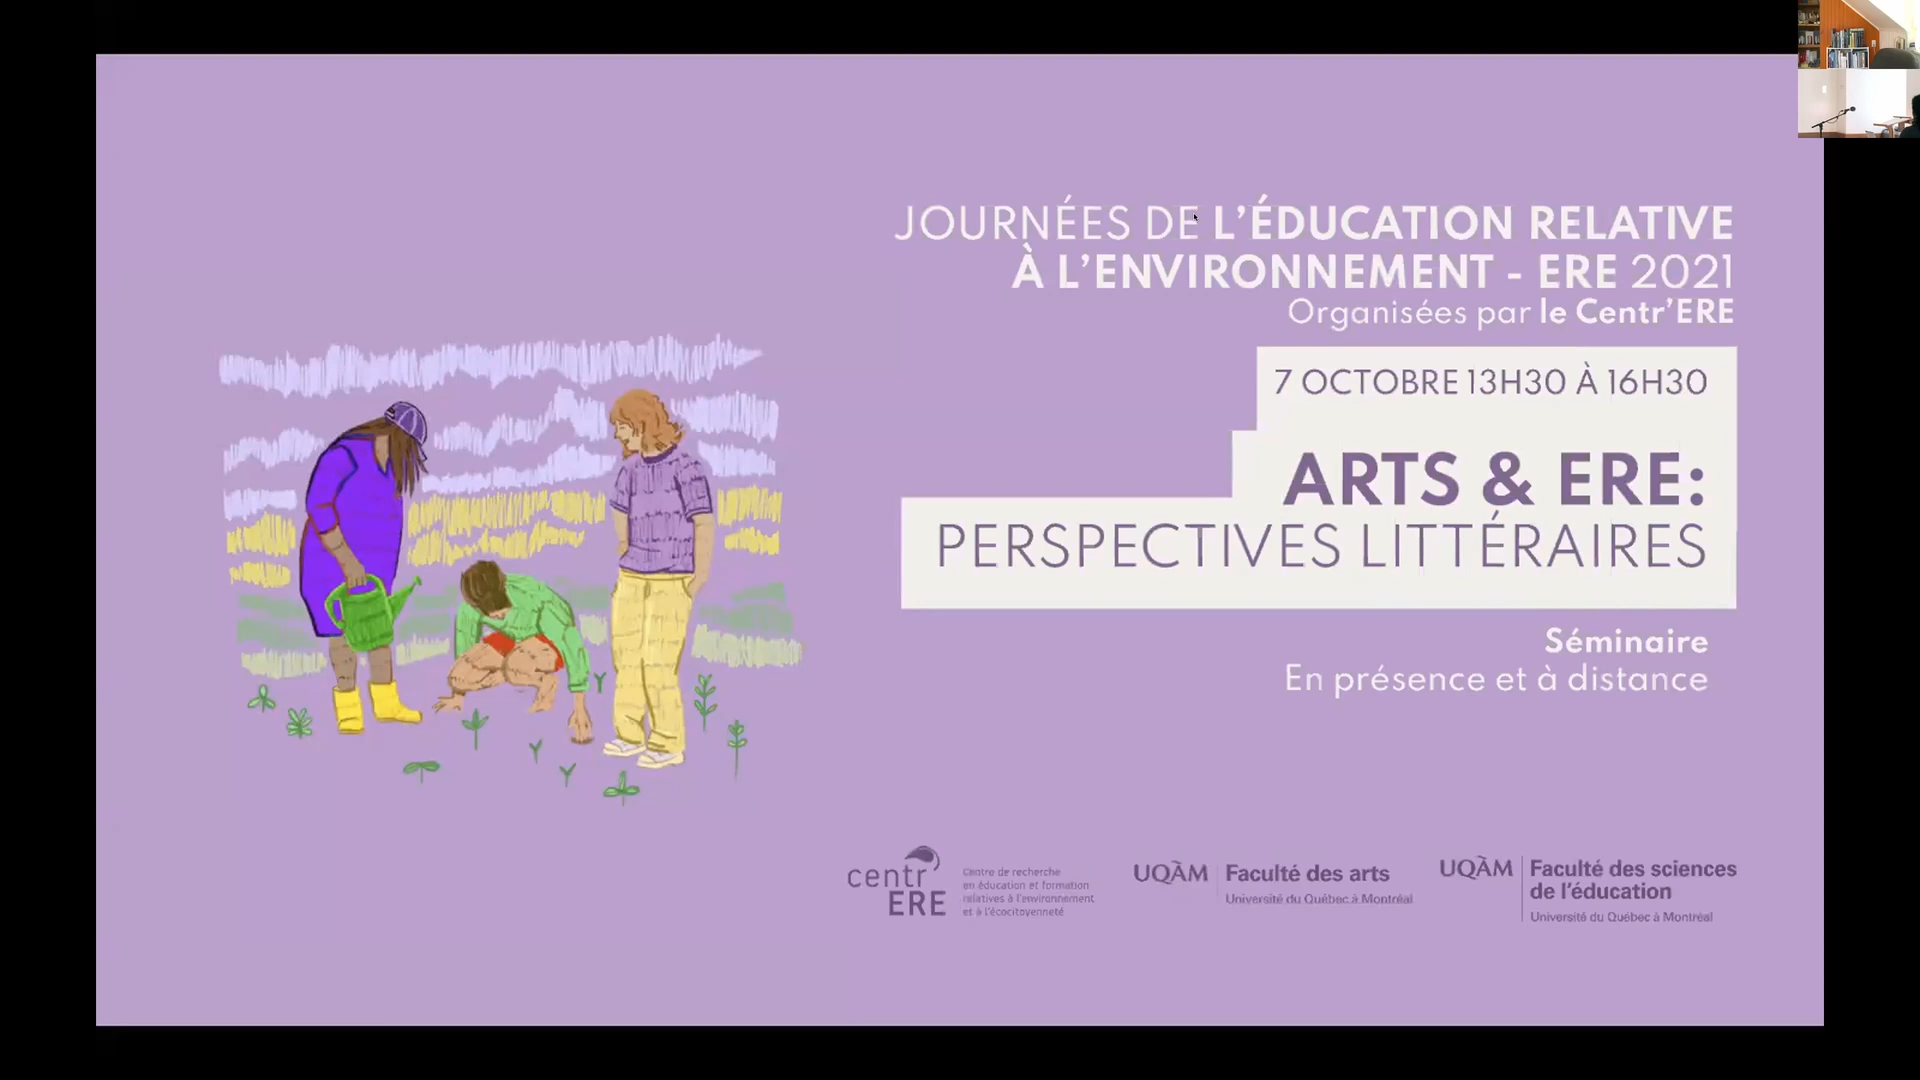 JOURNÉES DE L'ÉDUCATION RELATIVE
À L'ENVIRONNEMENT - ERE 2021
Organisées par le Centr'ERE
7 OCTOBRE 13H30 À 16H30
ARTS & ERE:
PERSPECTIVES LITTÉRAIRES
Séminaire
En présence et à distance
centr'
ERE
Centre de recherche
en éducation et formation
relatives à l'environnement
et à l'écocitoyenneté
UQÀM
Faculté des arts
Université du Québec à Montréal
UQÀM
Faculté des sciences
de l'éducation
Université du Québec à Montréal